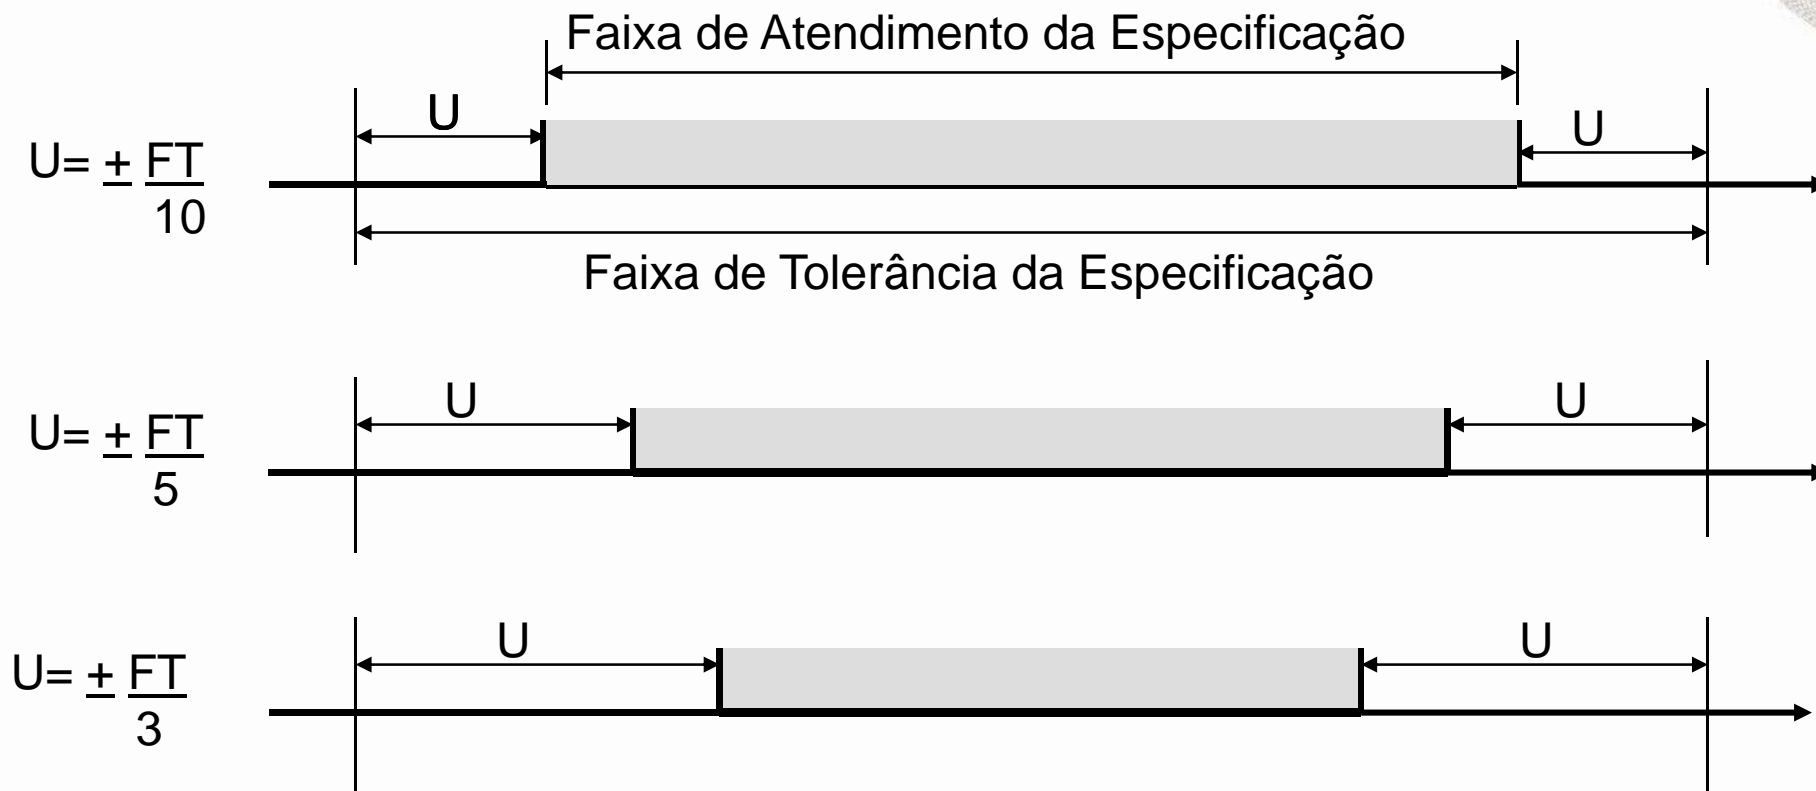 Faixa de Atendimento da Especificação
U
U
U= ± FT
10
Faixa de Tolerância da Especificação
U
U
U= ± FT
5
U
U
U= ± FT
3